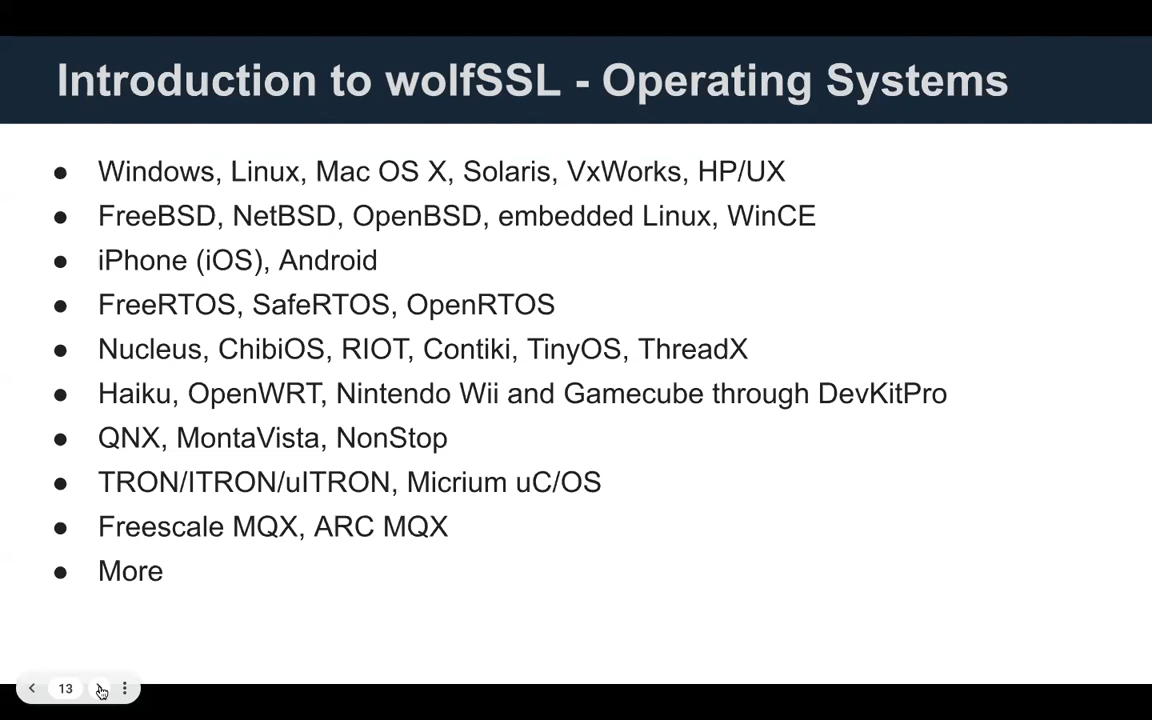 Introduction to wolfSSL - Operating Systems
● Windows, Linux, Mac OS X, Solaris, VxWorks, HP/UX
● FreeBSD, NetBSD, OpenBSD, embedded Linux, WinCE
● iPhone (iOS), Android
● FreeRTOS, SafeRTOS, OpenRTOS
● Nucleus, ChibiOS, RIOT, Contiki, TinyOS, ThreadX
● Haiku, OpenWRT, Nintendo Wii and Gamecube through DevKitPro
● QNX, MontaVista, NonStop
● TRON/ITRON/uITRON, Micrium uC/OS
● Freescale MQX, ARC MQX
● More
13